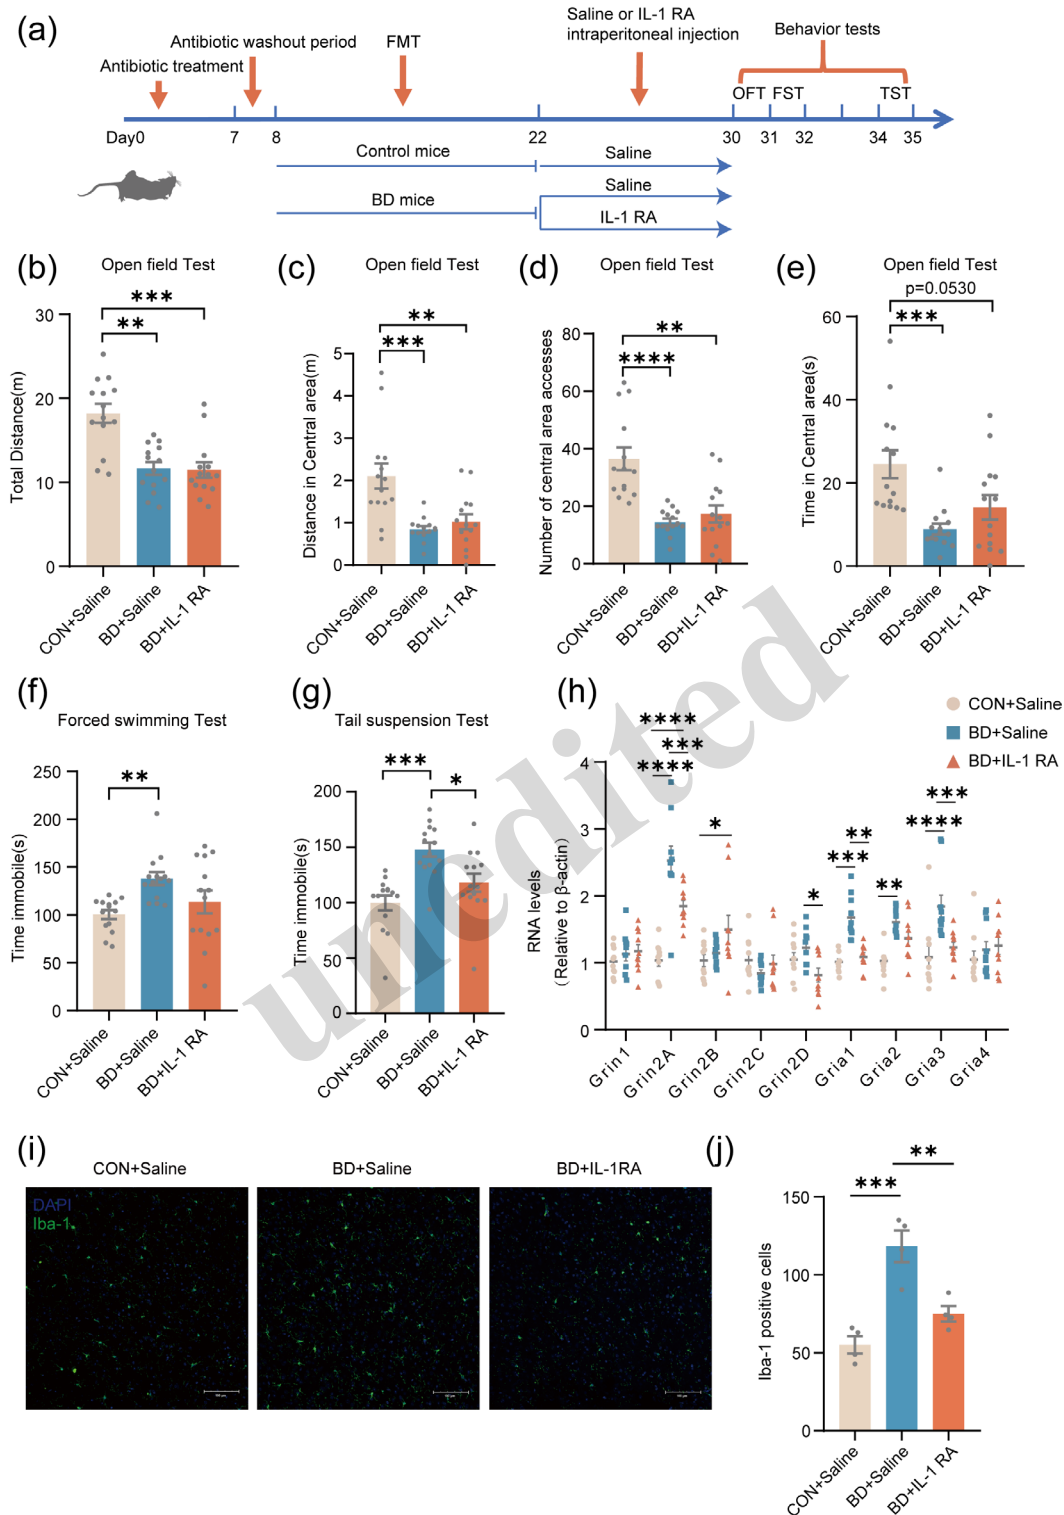 (a)
Saline or IL-1 RA
intraperitoneal injection
Behavior tests
Antibiotic washout period
FMT
Antibiotic treatment
OFT FST TST
Day0 7 8 22 30 31 32 34 35
Control mice Saline
Saline
BD mice
IL-1 RA
(b) Open field Test
*** **
Total Distance(m)
30
20
10
0
CON+Saline BD+Saline BD+IL-1 RA
(c) Open field Test
** ***
Distance in Central area(m)
5
4
3
2
1
0
CON+Saline BD+Saline BD+IL-1 RA
(d) Open field Test
** ****
Number of central area accesses
80
60
40
20
0
CON+Saline BD+Saline BD+IL-1 RA
(e) Open field Test
p=0.0530
***
Time in Central area(s)
60
40
20
0
CON+Saline BD+Saline BD+IL-1 RA
(f)
Forced swimming Test
**
Time immobile(s)
250
200
150
100
50
0
CON+Saline BD+Saline BD+IL-1 RA
(g)
Tail suspension Test
*** *
Time immobile(s)
200
150
100
50
0
CON+Saline BD+Saline BD+IL-1 RA
(h)
CON+Saline
BD+Saline
BD+IL-1 RA
**** *** **** * * *** ** ** **** ***
RNA levels
(Relative to β-actin)
4
3
2
1
0
Grin1 Grin2A Grin2B Grin2C Grin2D Gria1 Gria2 Gria3 Gria4
unedited
(i)
CON+Saline BD+Saline BD+IL-1RA
DAPI
Iba-1
(j)
** ***
Iba-1 positive cells
150
100
50
0
CON+Saline BD+Saline BD+IL-1 RA